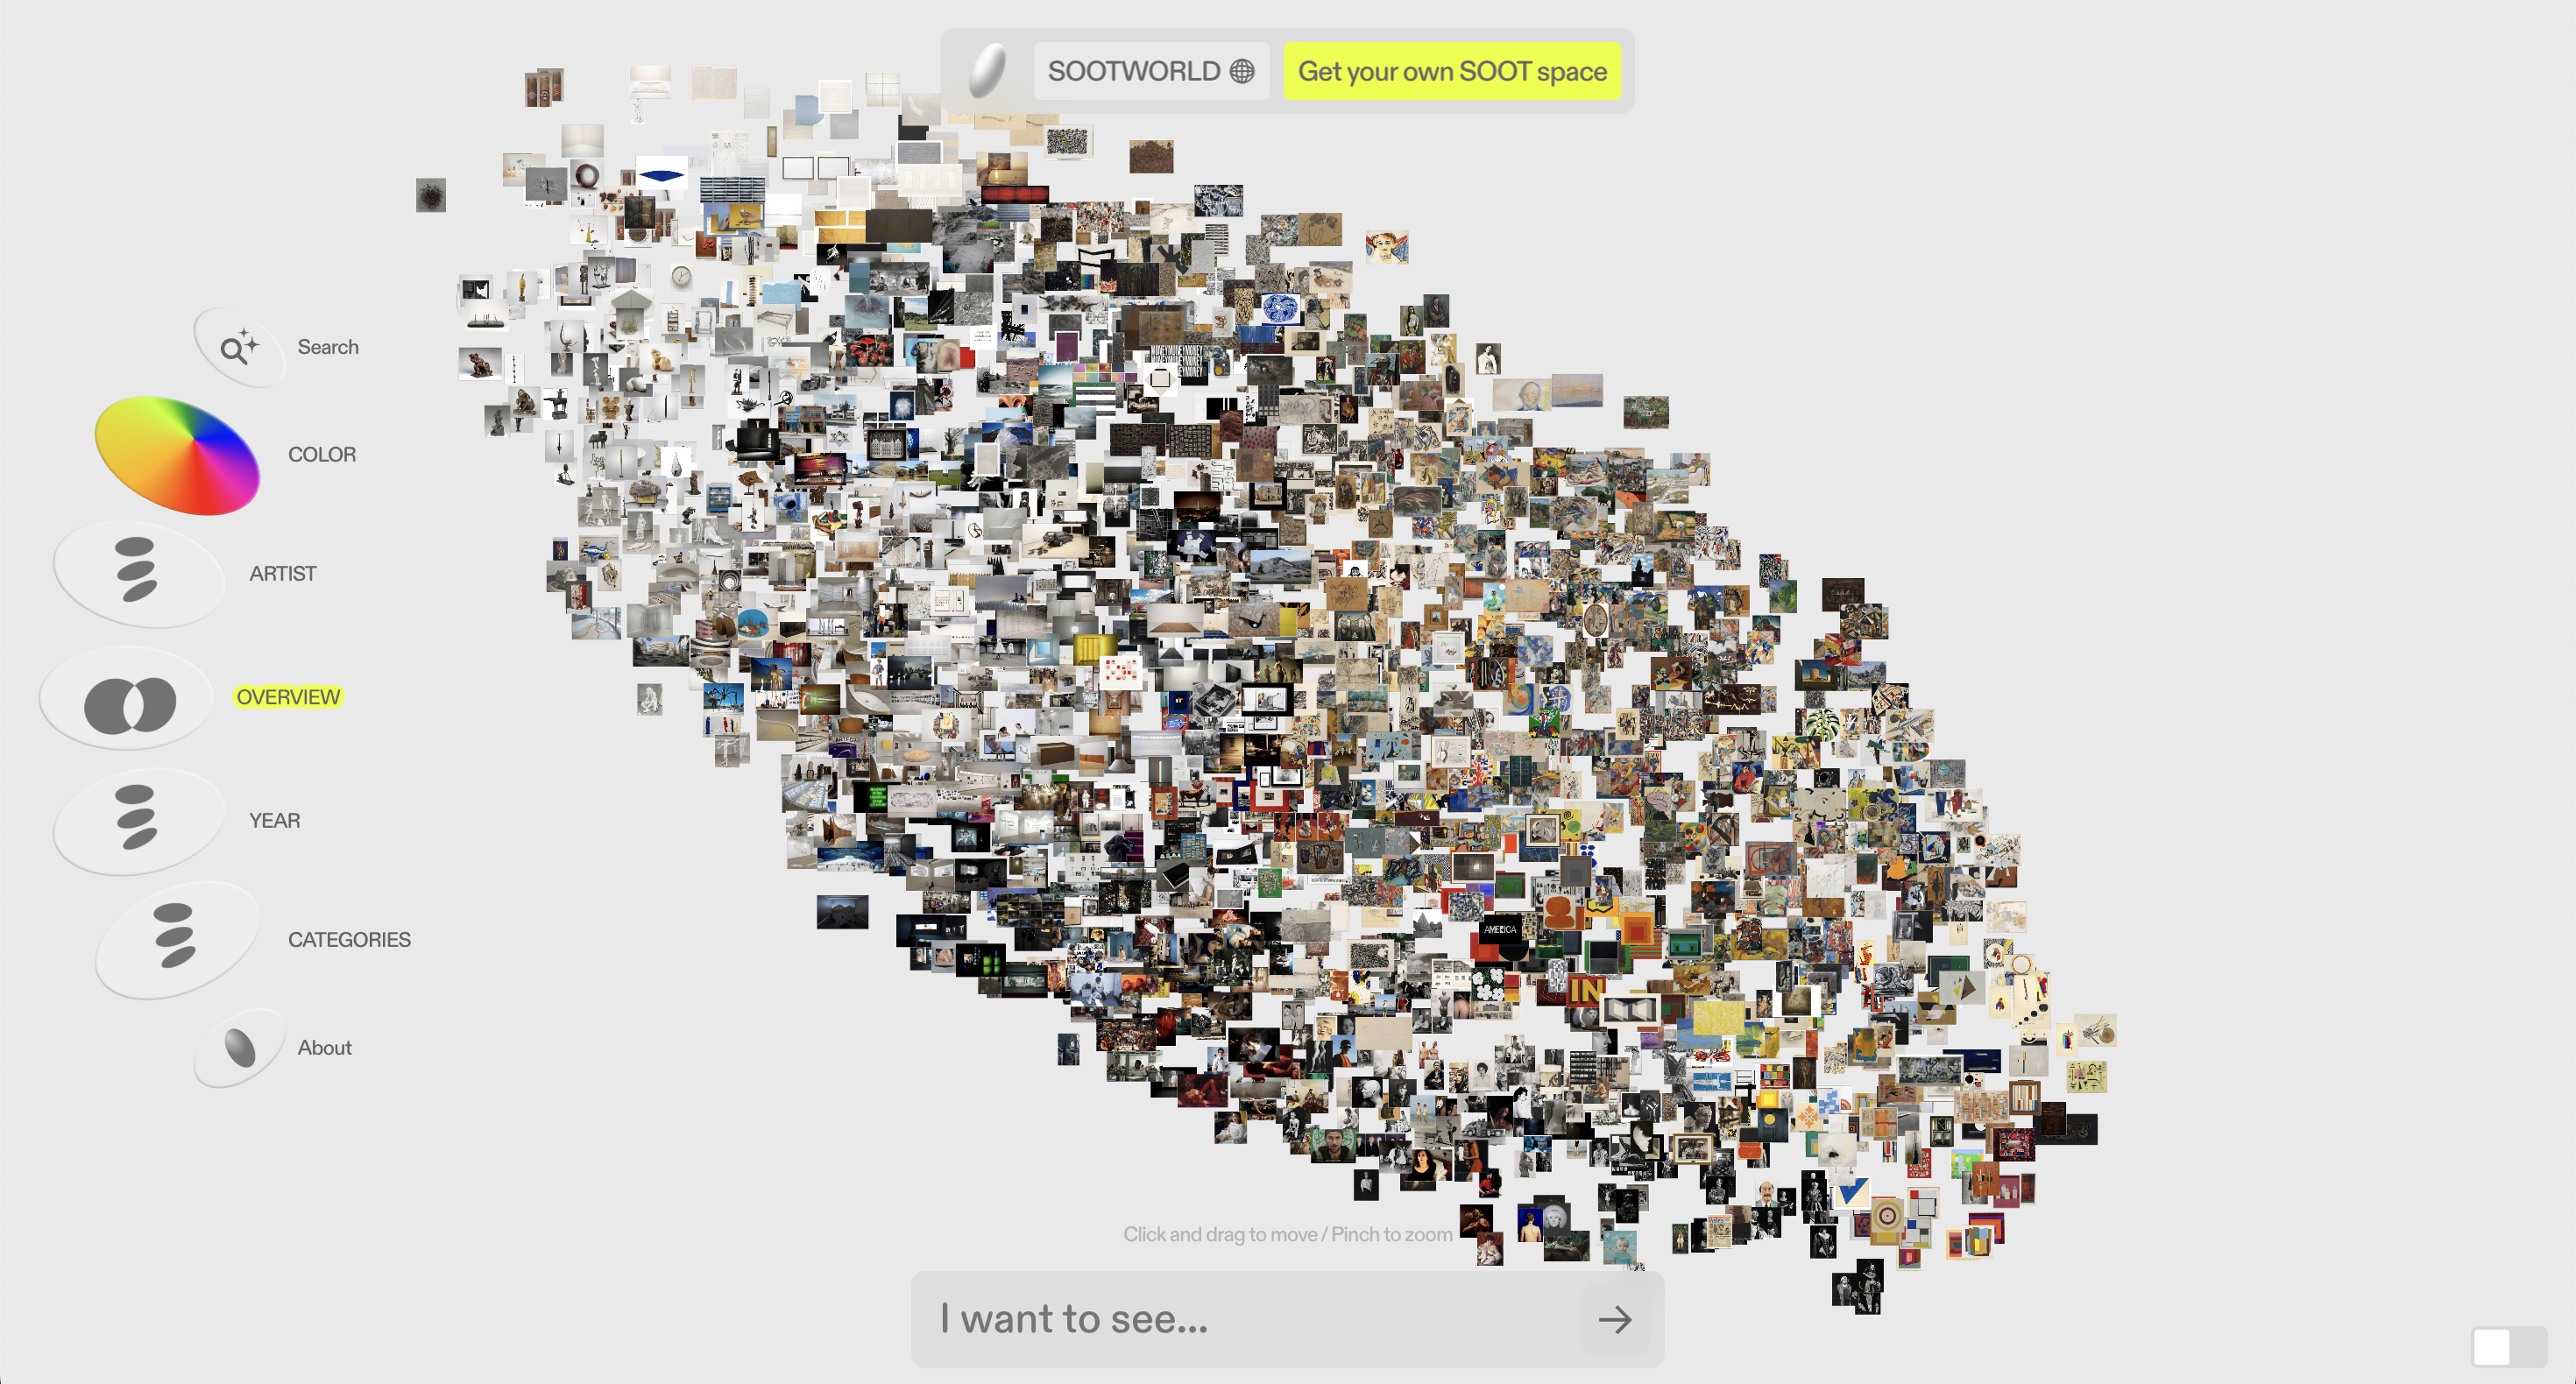 SOOTWORLD
Get your own SOOT space
Search
COLOR
ARTIST
OVERVIEW
YEAR
CATEGORIES
About
AMERICA
IN
Click and drag to move / Pinch to zoom
I want to see...